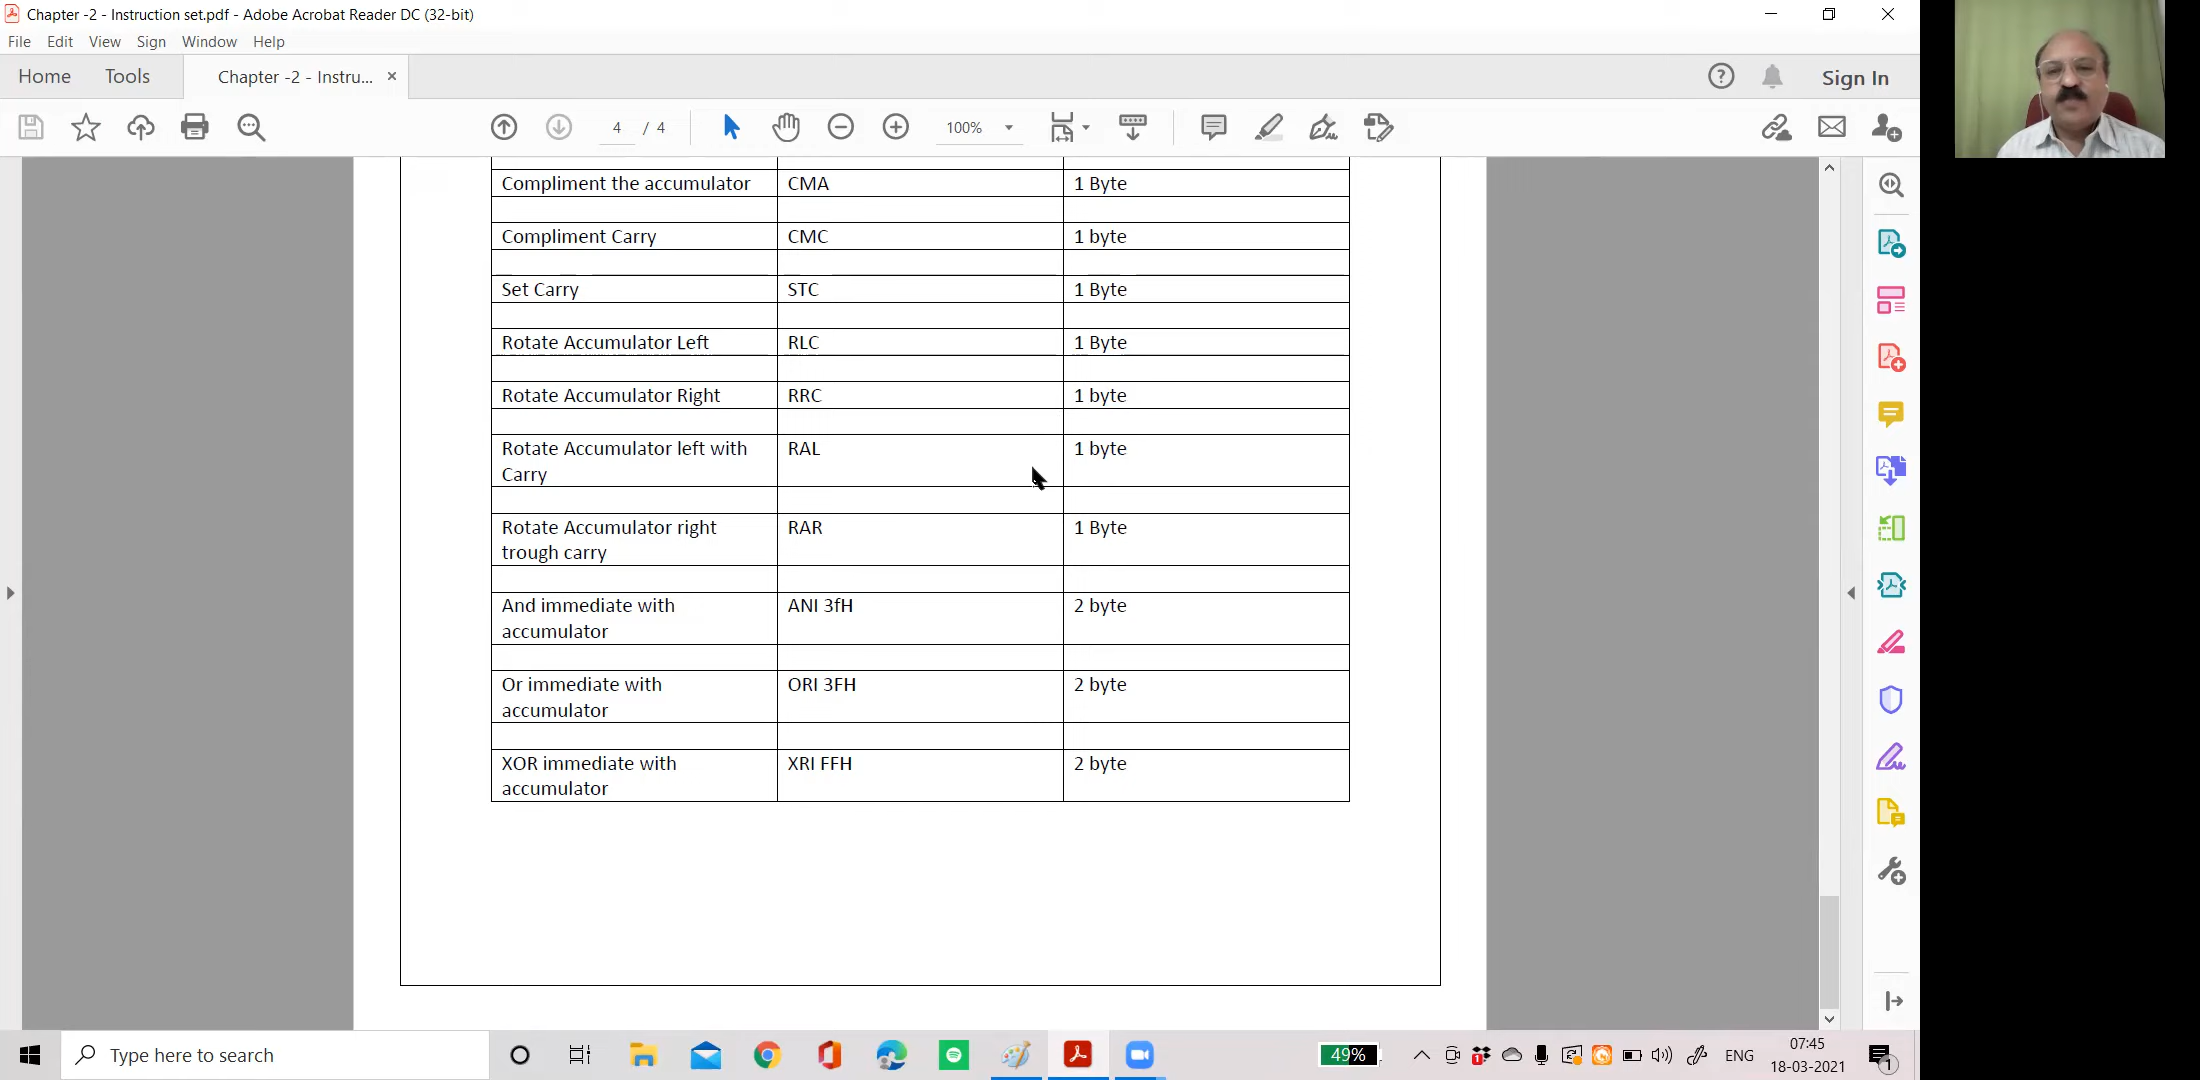 Chapter -2 - Instruction set.pdf - Adobe Acrobat Reader DC (32-bit)
File Edit View Sign Window Help
Home Tools Chapter -2 - Instru... × Sign In
4 / 4 100%
Compliment the accumulator CMA 1 Byte
Compliment Carry CMC 1 byte
Set Carry STC 1 Byte
Rotate Accumulator Left RLC 1 Byte
Rotate Accumulator Right RRC 1 byte
Rotate Accumulator left with RAL 1 byte
Carry
Rotate Accumulator right RAR 1 Byte
trough carry
And immediate with ANI 3fH 2 byte
accumulator
Or immediate with ORI 3FH 2 byte
accumulator
XOR immediate with XRI FFH 2 byte
accumulator
Type here to search 49% 1 ENG 07:45
18-03-2021 1